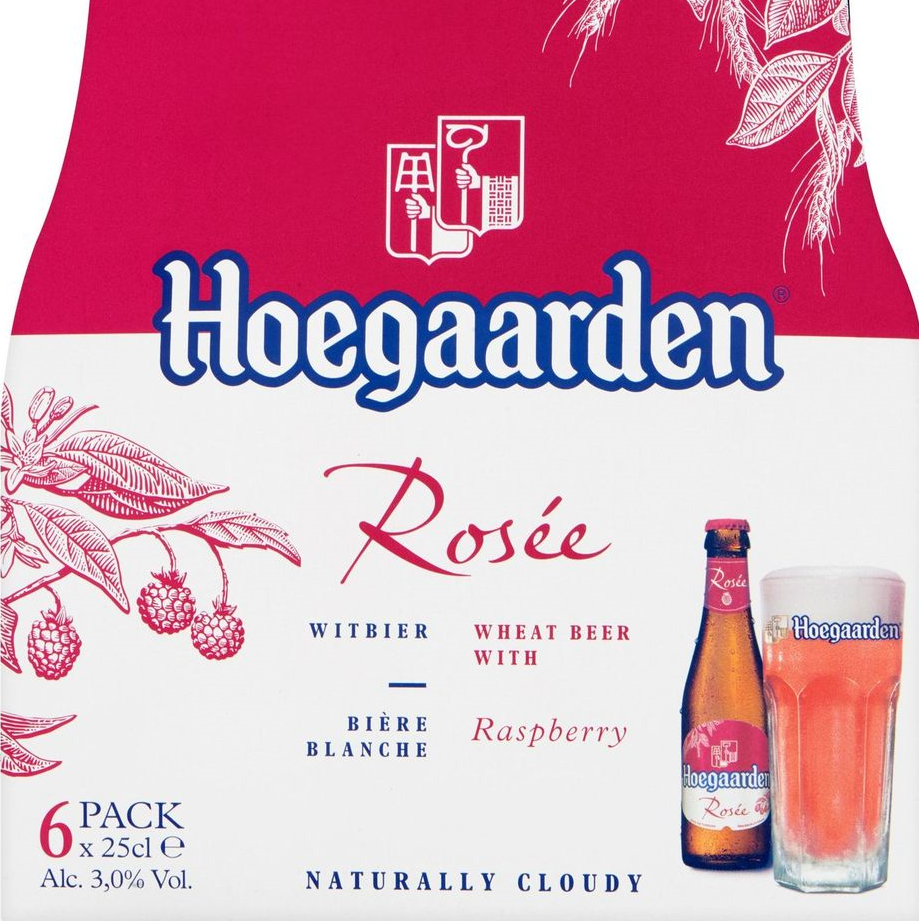 Hoegaarden ®
Rosée
WITBIER
BIÈRE
BLANCHE
WHEAT BEER
WITH
Raspberry
Rosée
Hoegaarden
Hoegaarden
Rosée
6 PACK
x 25cl ℮
Alc. 3,0% Vol.
NATURALLY CLOUDY